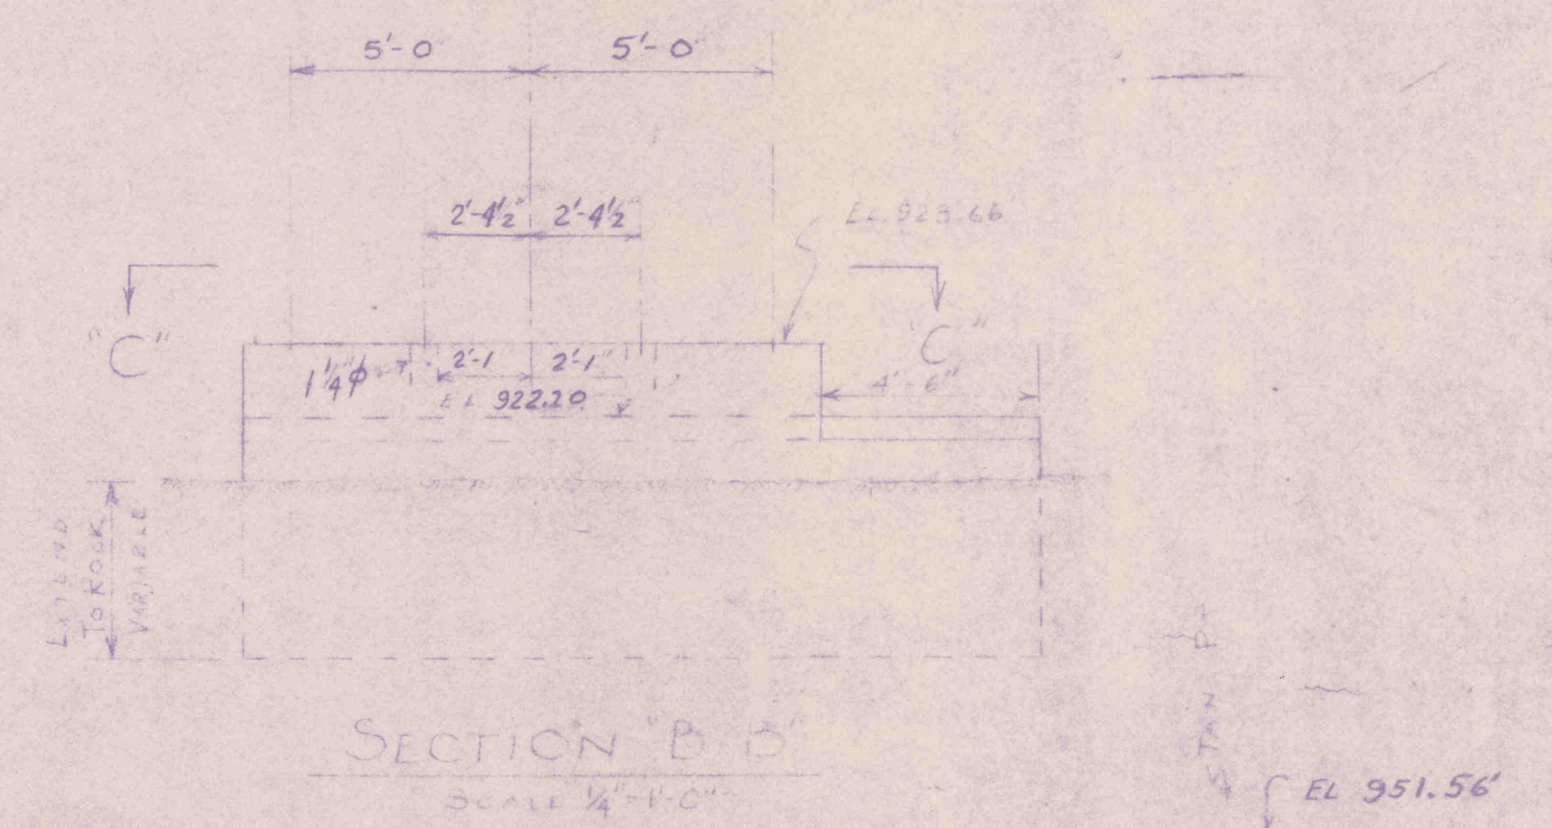 5'-0 5'-0
2'-4½" 2'-4½"
EL. 923.66
"C" "C"
1¼"φ 2'-1 2'-1"
4'-6"
EL 922.20
EXTEND
TO ROCK
VARIABLE
SECTION "B B"
SCALE ¼"=1'-0"
EL 951.56'